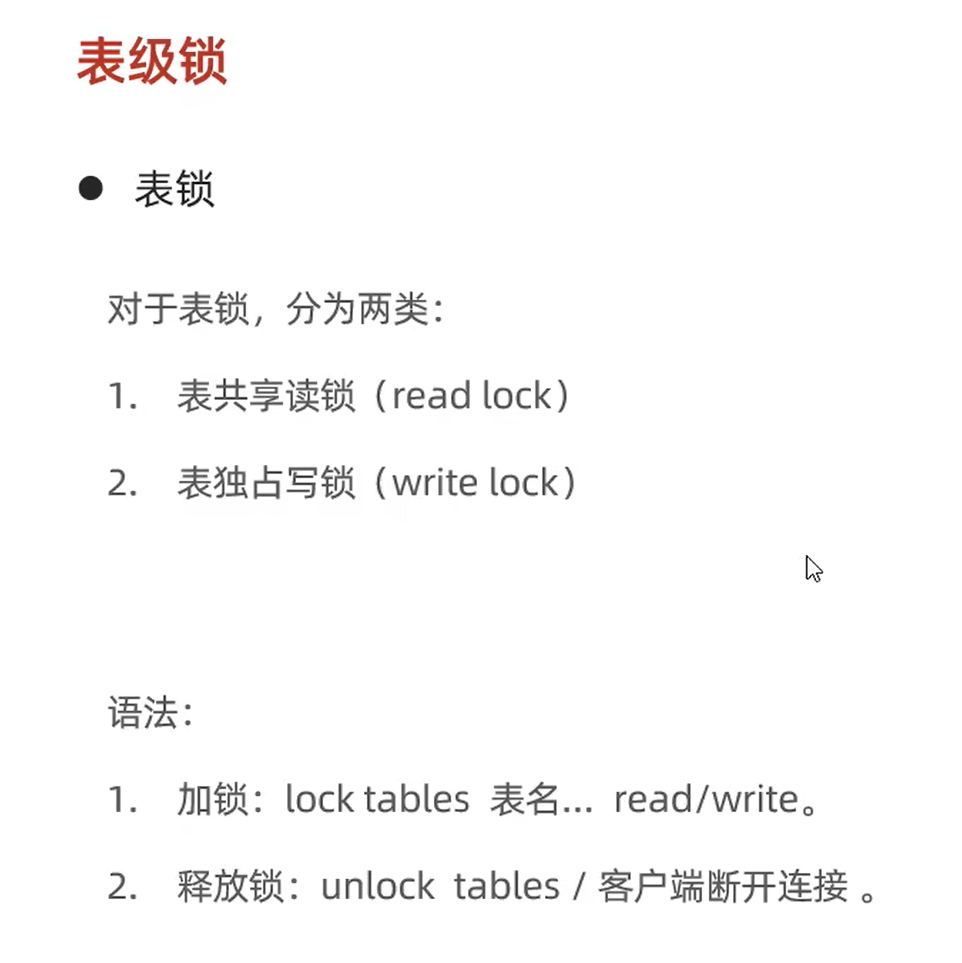 表级锁
● 表锁
对于表锁，分为两类：
1. 表共享读锁（read lock）
2. 表独占写锁（write lock）
语法：
1. 加锁：lock tables 表名... read/write。
2. 释放锁：unlock tables / 客户端断开连接 。